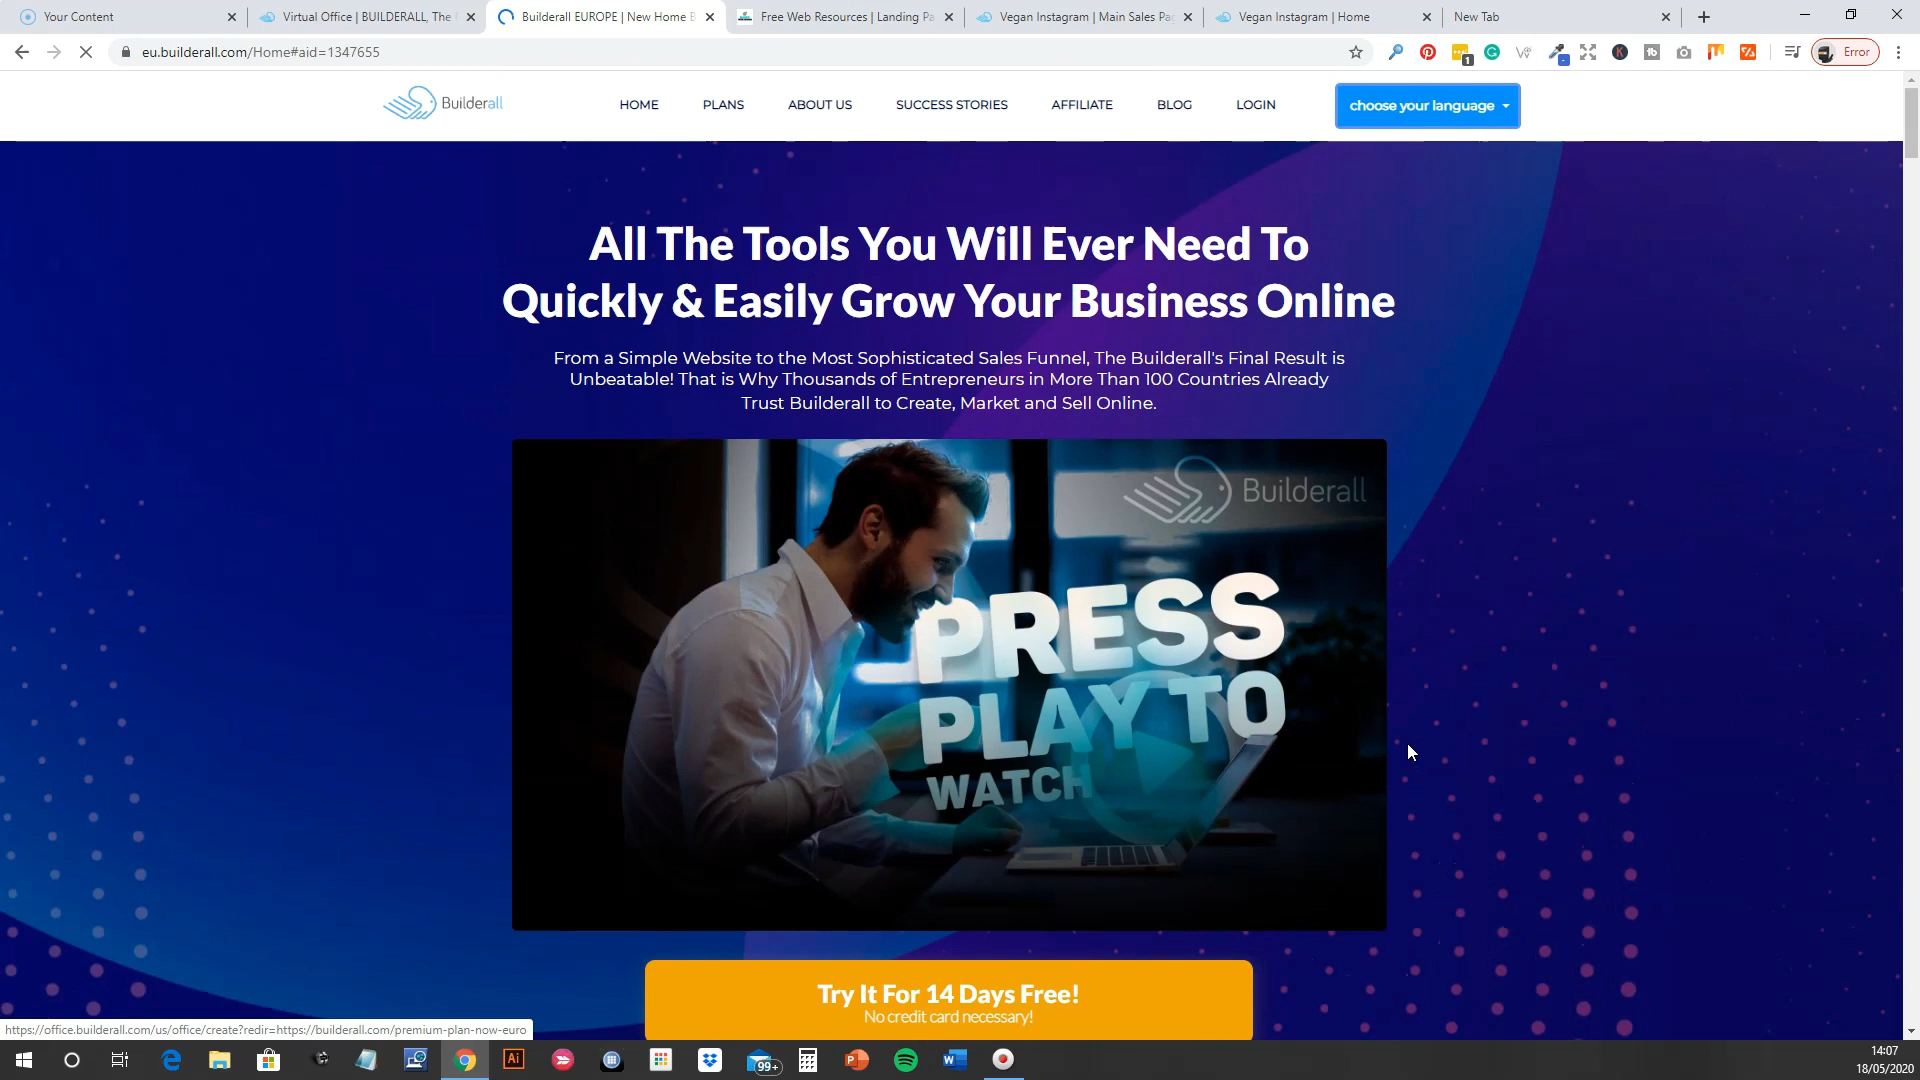 Your Content
Virtual Office | BUILDERALL, The
Builderall EUROPE | New Home B
Free Web Resources | Landing Pa
Vegan Instagram | Main Sales Pa
Vegan Instagram | Home
New Tab
eu.builderall.com/Home#aid=1347655
1
Error
Builderall
HOME
PLANS
ABOUT US
SUCCESS STORIES
AFFILIATE
BLOG
LOGIN
choose your language
All The Tools You Will Ever Need To
Quickly & Easily Grow Your Business Online
From a Simple Website to the Most Sophisticated Sales Funnel, The Builderall's Final Result is
Unbeatable! That is Why Thousands of Entrepreneurs in More Than 100 Countries Already
Trust Builderall to Create, Market and Sell Online.
Builderall
PRESS
PLAY TO
WATCH
Try It For 14 Days Free!
No credit card necessary!
https://office.builderall.com/us/office/create?redir=https://builderall.com/premium-plan-now-euro
Ai
99+
14:07
18/05/2020